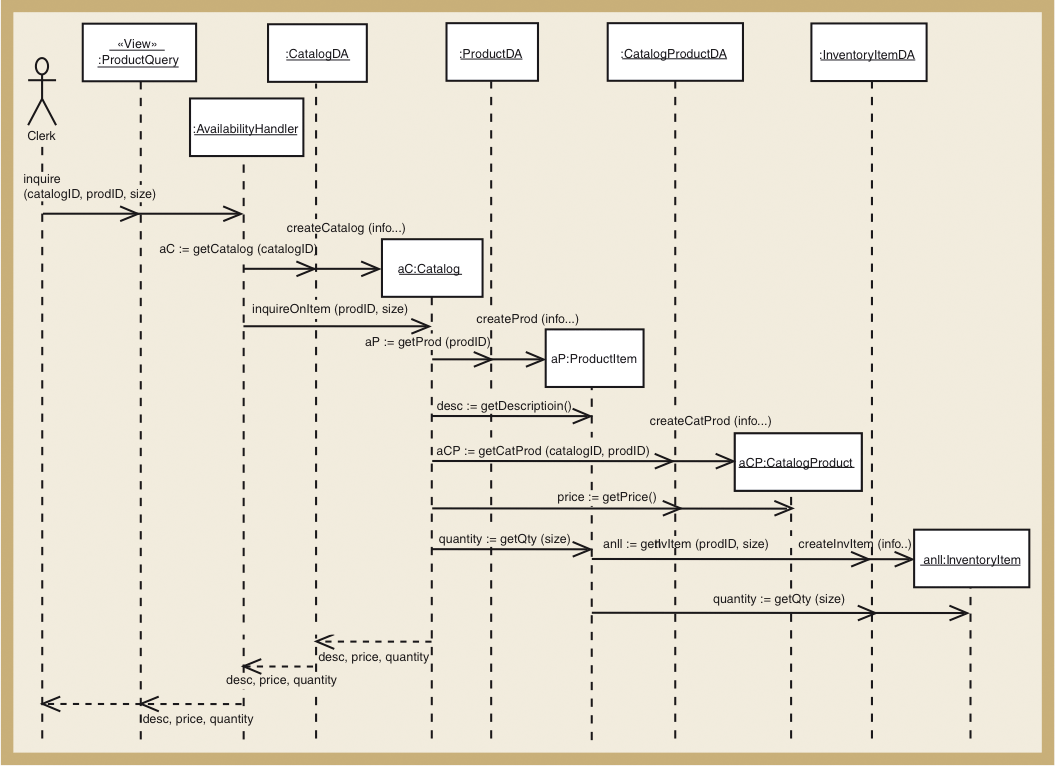 «View»
:ProductQuery
:CatalogDA
:ProductDA
:CatalogProductDA
:InventoryItemDA
:AvailabilityHandler
Clerk
inquire
(catalogID, prodID, size)
createCatalog (info...)
aC := getCatalog (catalogID)
aC:Catalog
inquireOnItem (prodID, size)
createProd (info...)
aP := getProd (prodID)
aP:ProductItem
desc := getDescriptioin()
createCatProd (info...)
aCP := getCatProd (catalogID, prodID)
aCP:CatalogProduct
price := getPrice()
quantity := getQty (size)
anII := getIvItem (prodID, size)
createInvItem (info..)
anII:InventoryItem
quantity := getQty (size)
desc, price, quantity
desc, price, quantity
desc, price, quantity